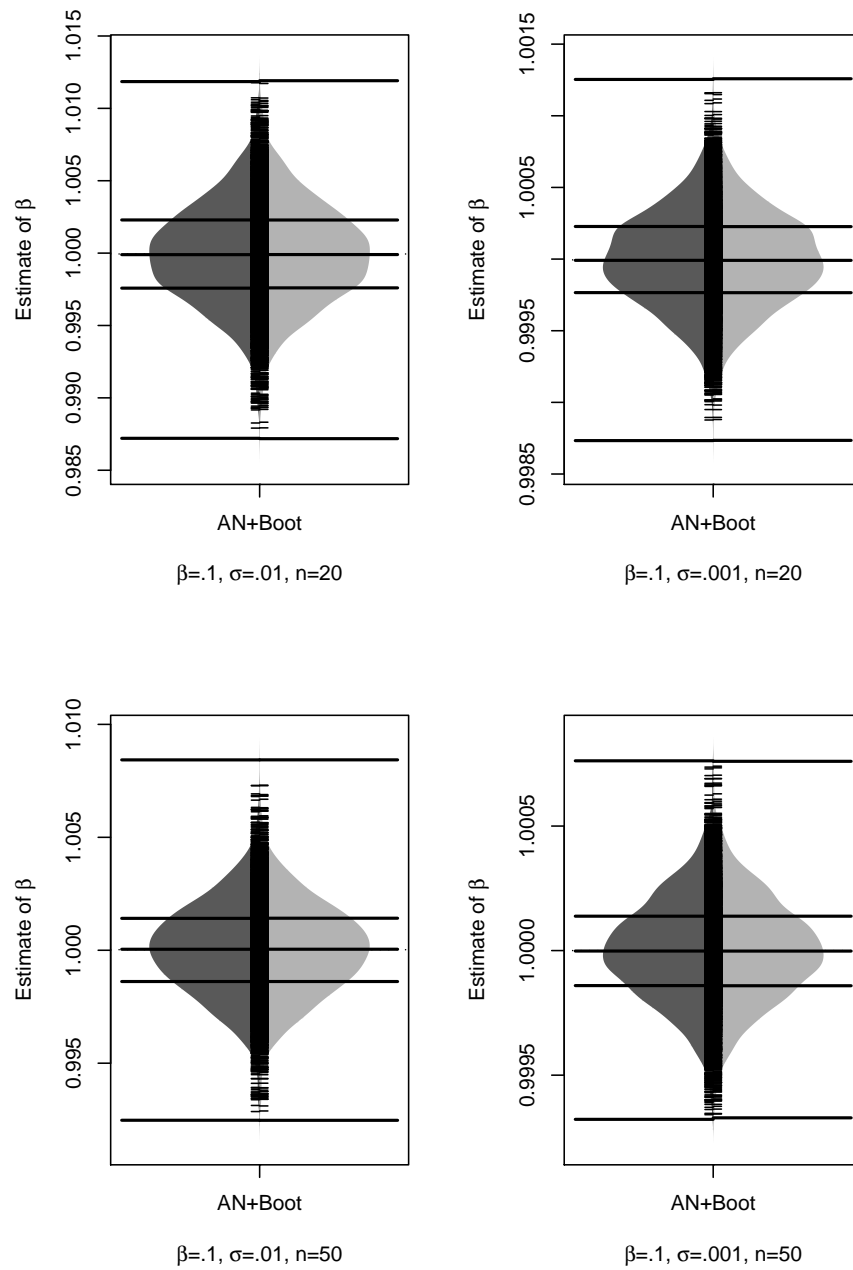 Estimate of β
0.985 0.990 0.995 1.000 1.005 1.010 1.015
AN+Boot
β=.1, σ=.01, n=20
Estimate of β
0.9985 0.9995 1.0005 1.0015
AN+Boot
β=.1, σ=.001, n=20
Estimate of β
0.995 1.000 1.005 1.010
AN+Boot
β=.1, σ=.01, n=50
Estimate of β
0.9995 1.0000 1.0005
AN+Boot
β=.1, σ=.001, n=50